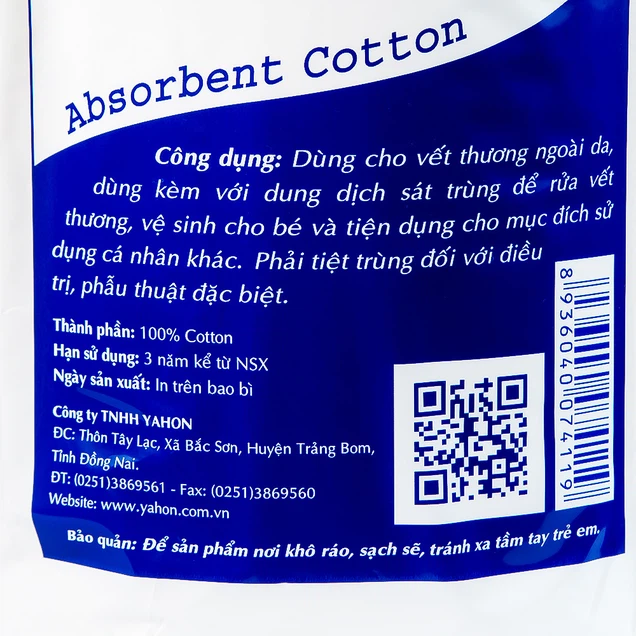 Absorbent Cotton
Công dụng: Dùng cho vết thương ngoài da,
dùng kèm với dung dịch sát trùng để rửa vết
thương, vệ sinh cho bé và tiện dụng cho mục đích sử
dụng cá nhân khác. Phải tiệt trùng đối với điều
trị, phẫu thuật đặc biệt.
Thành phần: 100% Cotton
Hạn sử dụng: 3 năm kể từ NSX
Ngày sản xuất: In trên bao bì
Công ty TNHH YAHON
ĐC: Thôn Tây Lạc, Xã Bắc Sơn, Huyện Trảng Bom,
Tỉnh Đồng Nai.
ĐT: (0251)3869561 - Fax: (0251)3869560
Website: www.yahon.com.vn
8 936040 074119
Bảo quản: Để sản phẩm nơi khô ráo, sạch sẽ, tránh xa tầm tay trẻ em.